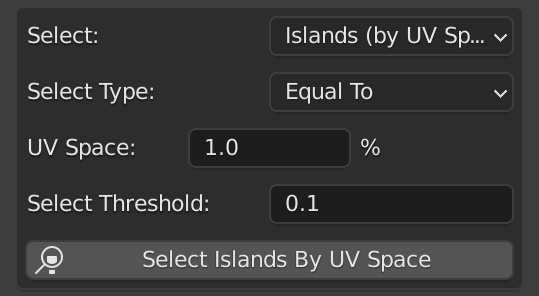 Select: Islands (by UV Sp...
Select Type: Equal To
UV Space: 1.0 %
Select Threshold: 0.1
Select Islands By UV Space